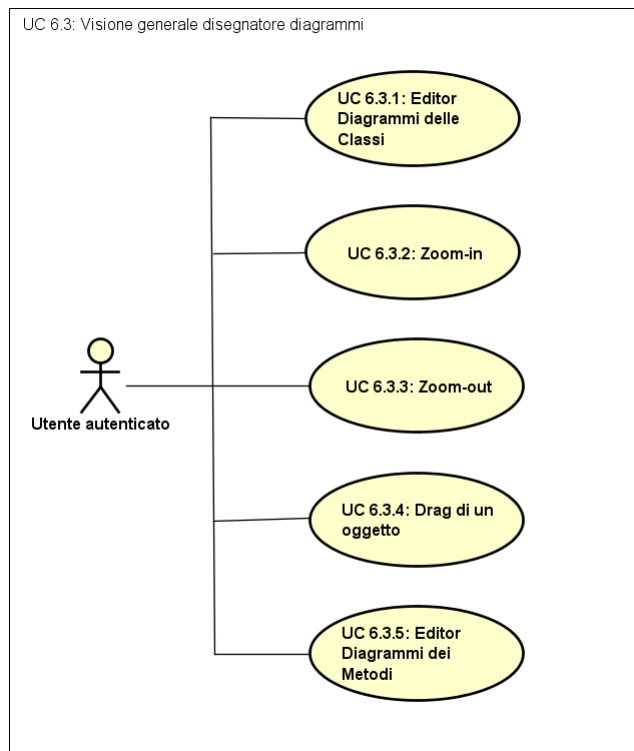 UC 6.3: Visione generale disegnatore diagrammi
UC 6.3.1: Editor
Diagrammi delle
Classi
UC 6.3.2: Zoom-in
UC 6.3.3: Zoom-out
Utente autenticato
UC 6.3.4: Drag di un
oggetto
UC 6.3.5: Editor
Diagrammi dei
Metodi